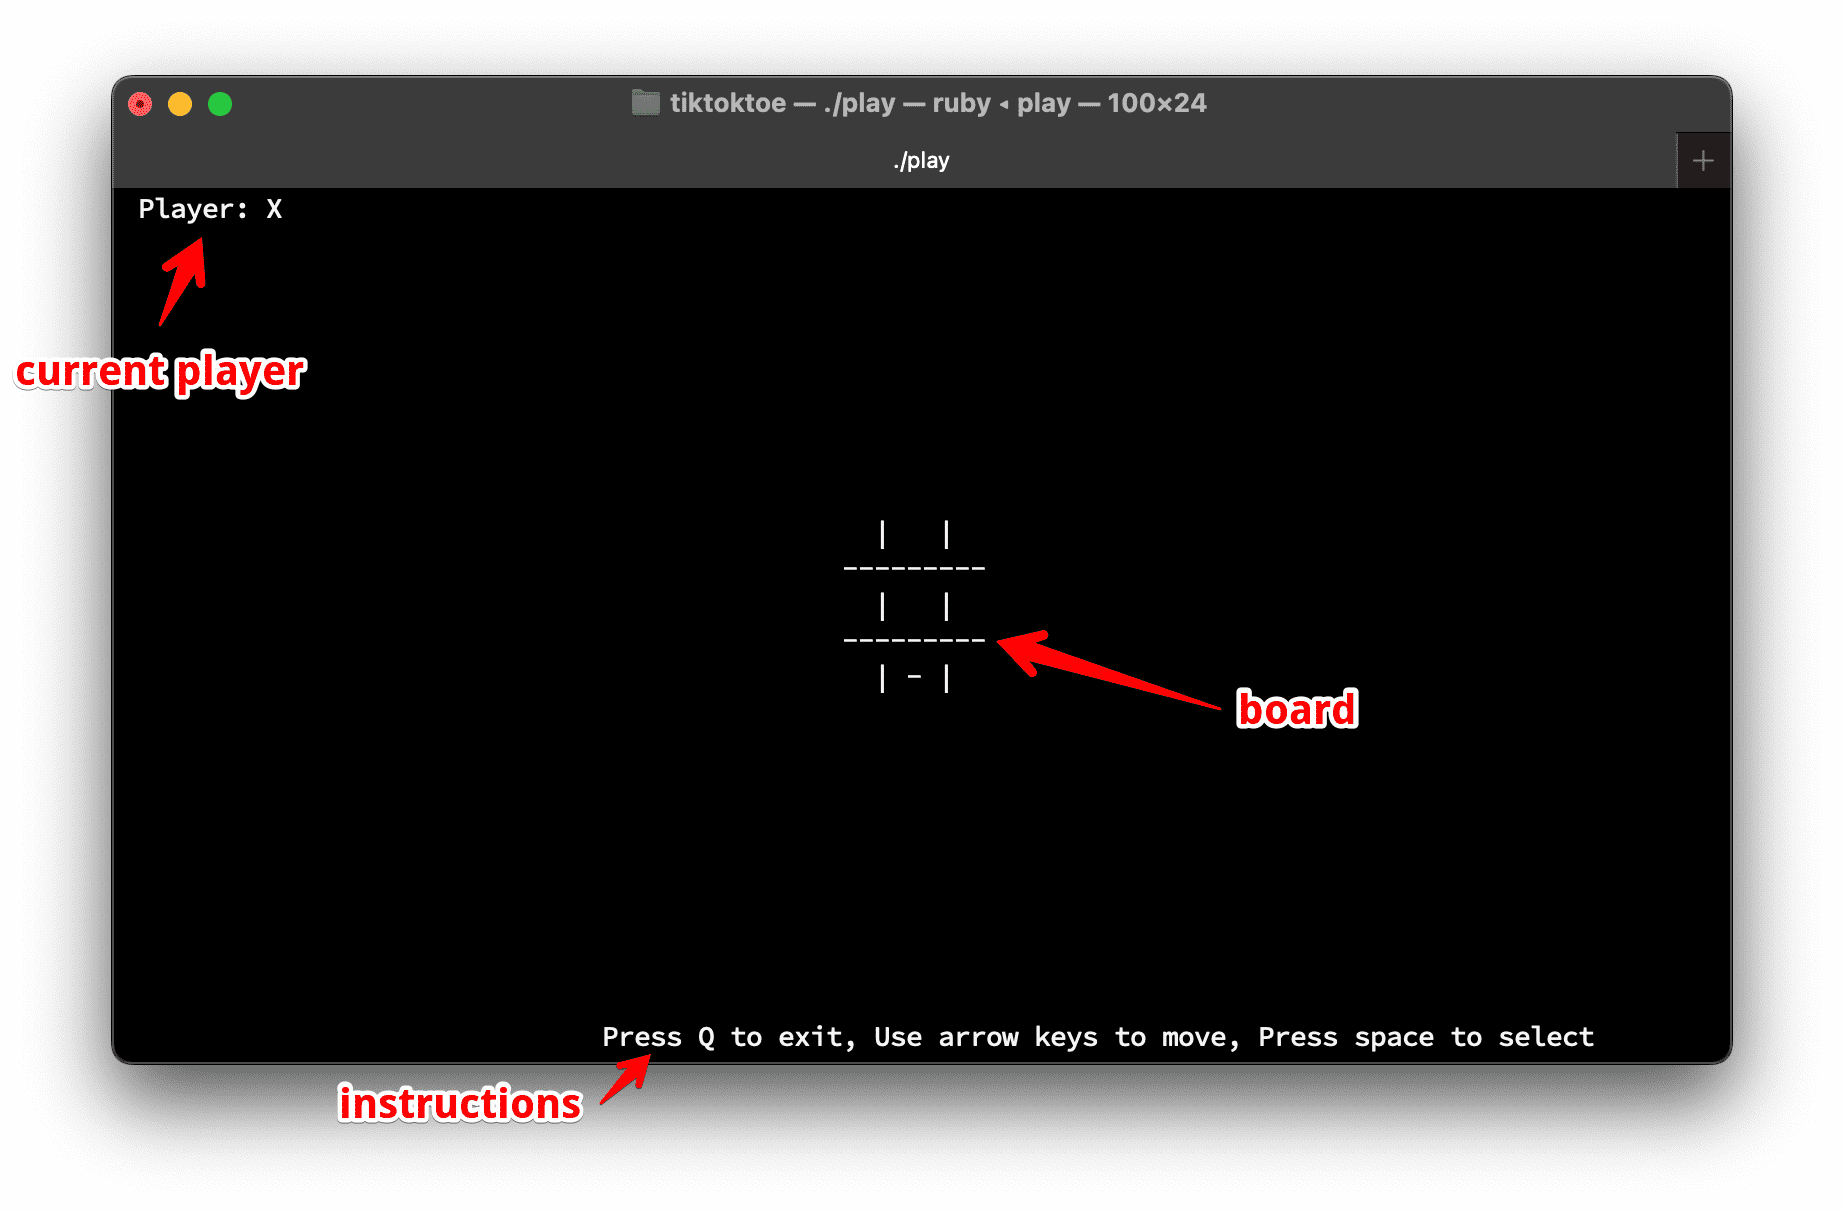 tiktoktoe — ./play — ruby ◂ play — 100×24
./play
Player: X
current player
|   |
---------
|   |
---------
| - |
board
Press Q to exit, Use arrow keys to move, Press space to select
instructions